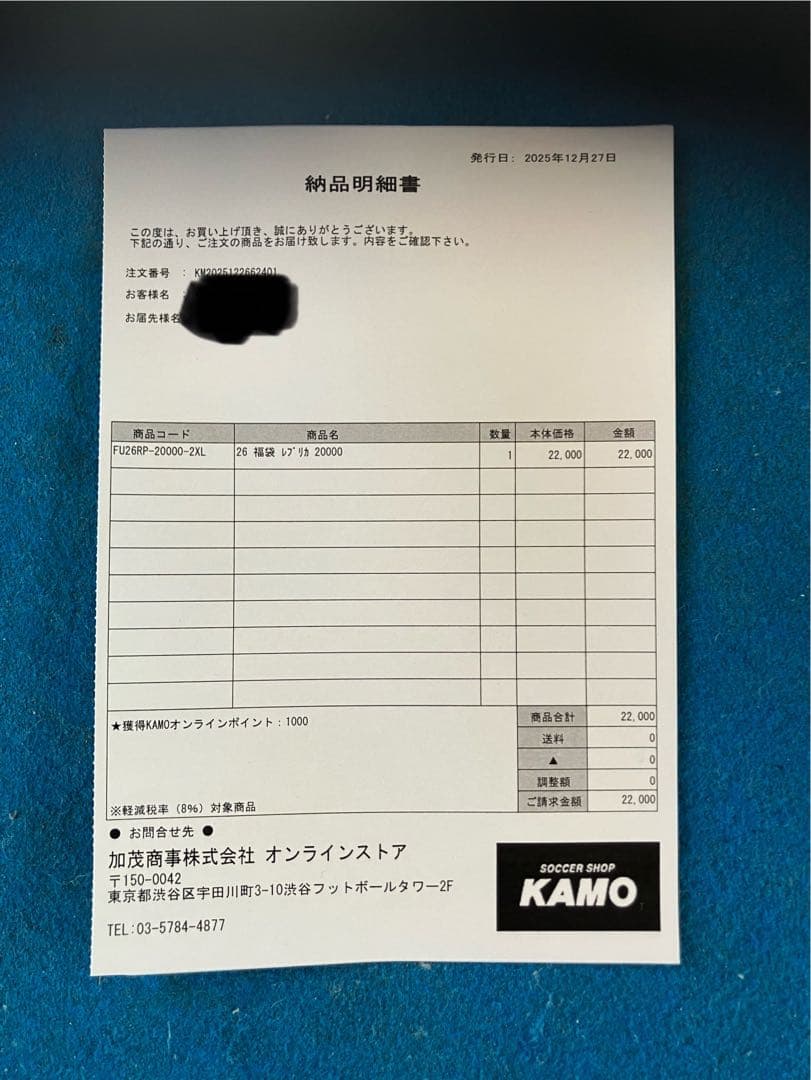 発行日: 2025年12月27日
納品明細書
この度は、お買い上げ頂き、誠にありがとうございます。
下記の通り、ご注文の商品をお届け致します。内容をご確認下さい。
注文番号 : KM2025122662401
お客様名 :
お届先様名
商品コード 商品名 数量 本体価格 金額
FU26RP-20000-2XL 26 福袋 ﾚﾌﾟﾘｶ 20000 1 22,000 22,000
★獲得KAMOオンラインポイント：1000
商品合計 22,000
送料 0
▲ 0
調整額 0
※軽減税率（8%）対象商品
ご請求金額 22,000
● お問合せ先 ●
加茂商事株式会社 オンラインストア
〒150-0042
東京都渋谷区宇田川町3-10渋谷フットボールタワー2F
TEL:03-5784-4877
SOCCER SHOP
KAMO